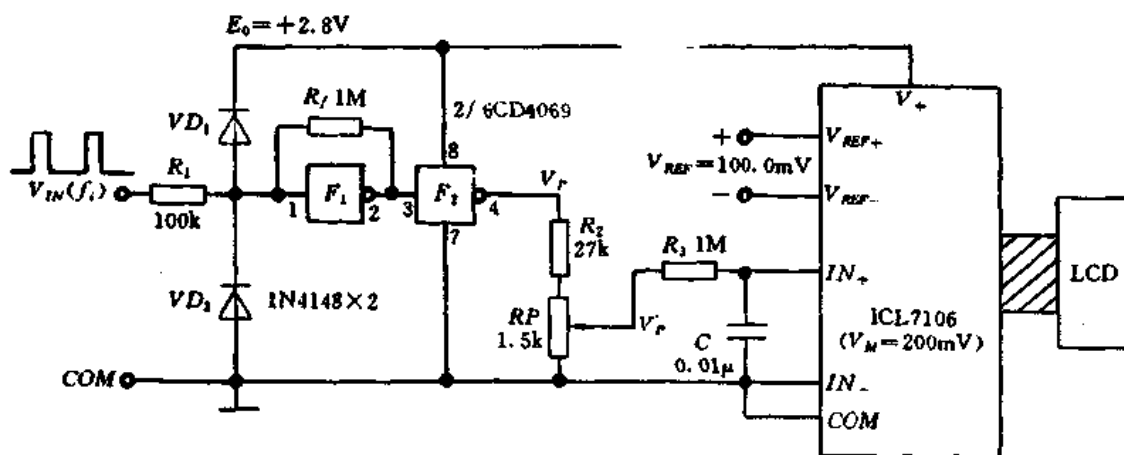 E₀=+2.8V
V₊
R_f 1M
2/6CD4069
VD₁
8
+
V_REF+
V_REF=100.0mV
V_IN(f_i)
R₁
F₁
F₂
V_P
−
V_REF−
1
2
3
4
100k
7
R₂
27k
R₃ 1M
IN₊
LCD
VD₂
1N4148×2
RP
1.5k
V'_P
ICL7106
(V_M=200mV)
C
0.01μ
COM
IN₋
COM